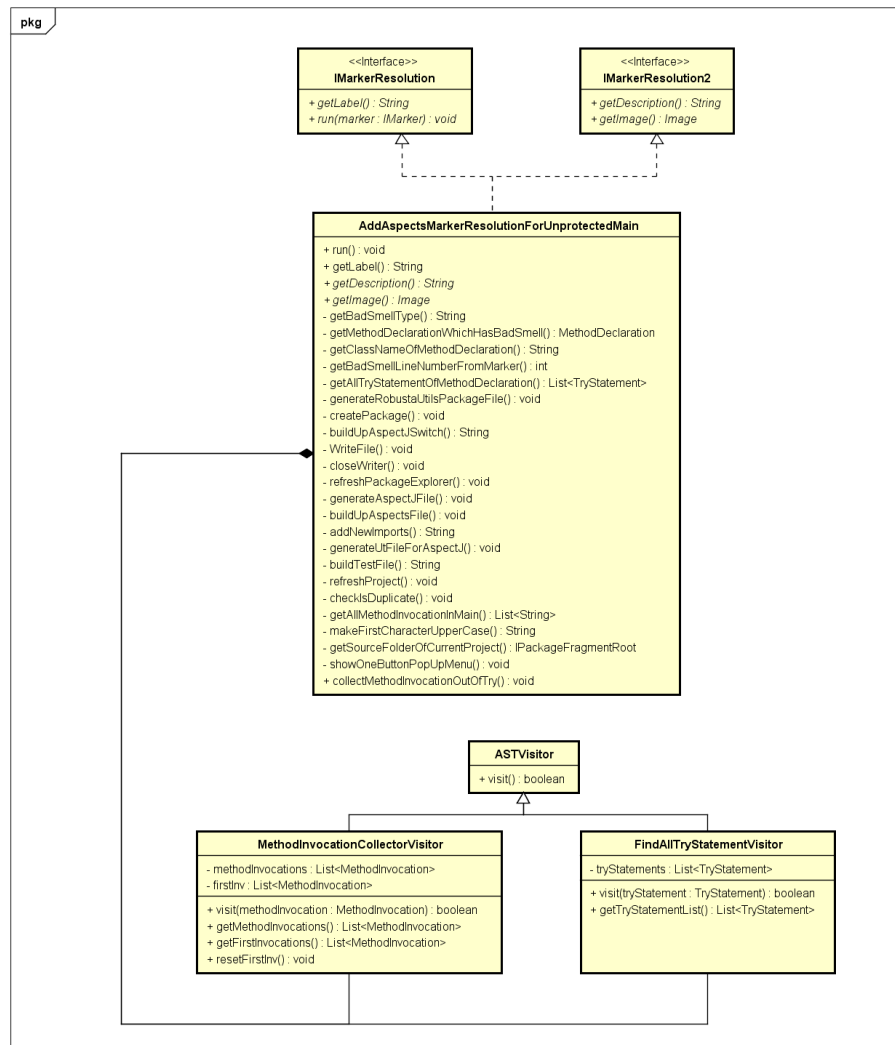 pkg
<<Interface>>
IMarkerResolution
+ getLabel() : String
+ run(marker : IMarker) : void
<<Interface>>
IMarkerResolution2
+ getDescription() : String
+ getImage() : Image
AddAspectsMarkerResolutionForUnprotectedMain
+ run() : void
+ getLabel() : String
+ getDescription() : String
+ getImage() : Image
- getBadSmellType() : String
- getMethodDeclarationWhichHasBadSmell() : MethodDeclaration
- getClassNameOfMethodDeclaration() : String
- getBadSmellLineNumberFromMarker() : int
- getAllTryStatementOfMethodDeclaration() : List<TryStatement>
- generateRobustaUtilsPackageFile() : void
- createPackage() : void
- buildUpAspectJSwitch() : String
- WriteFile() : void
- closeWriter() : void
- refreshPackageExplorer() : void
- generateAspectJFile() : void
- buildUpAspectsFile() : void
- addNewImports() : String
- generateUtFileForAspectJ() : void
- buildTestFile() : String
- refreshProject() : void
- checkIsDuplicate() : void
- getAllMethodInvocationInMain() : List<String>
- makeFirstCharacterUpperCase() : String
- getSourceFolderOfCurrentProject() : IPackageFragmentRoot
- showOneButtonPopUpMenu() : void
+ collectMethodInvocationOutOfTry() : void
ASTVisitor
+ visit() : boolean
MethodInvocationCollectorVisitor
- methodInvocations : List<MethodInvocation>
- firstInv : List<MethodInvocation>
+ visit(methodInvocation : MethodInvocation) : boolean
+ getMethodInvocations() : List<MethodInvocation>
+ getFirstInvocations() : List<MethodInvocation>
+ resetFirstInv() : void
FindAllTryStatementVisitor
- tryStatements : List<TryStatement>
+ visit(tryStatement : TryStatement) : boolean
+ getTryStatementList() : List<TryStatement>